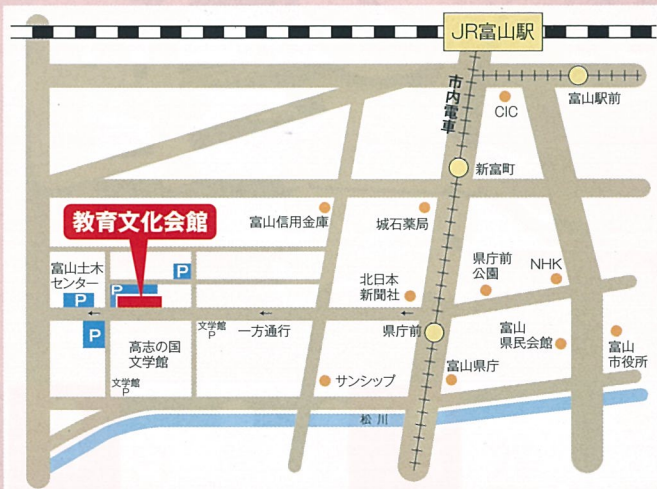 JR富山駅
市内電車
富山駅前
CIC
新富町
教育文化会館
富山信用金庫
城石薬局
富山土木
センター
P
P
P
P
北日本
新聞社
県庁前
公園
NHK
文学館
P
一方通行
県庁前
富山
県民会館
富山
市役所
高志の国
文学館
文学館
P
サンシップ
富山県庁
松川